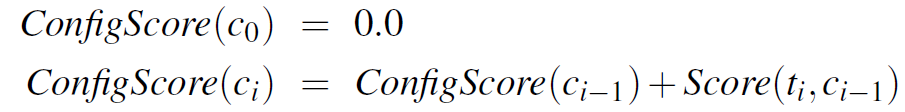 ConfigScore(c₀) = 0.0
ConfigScore(cᵢ) = ConfigScore(cᵢ₋₁) + Score(tᵢ, cᵢ₋₁)